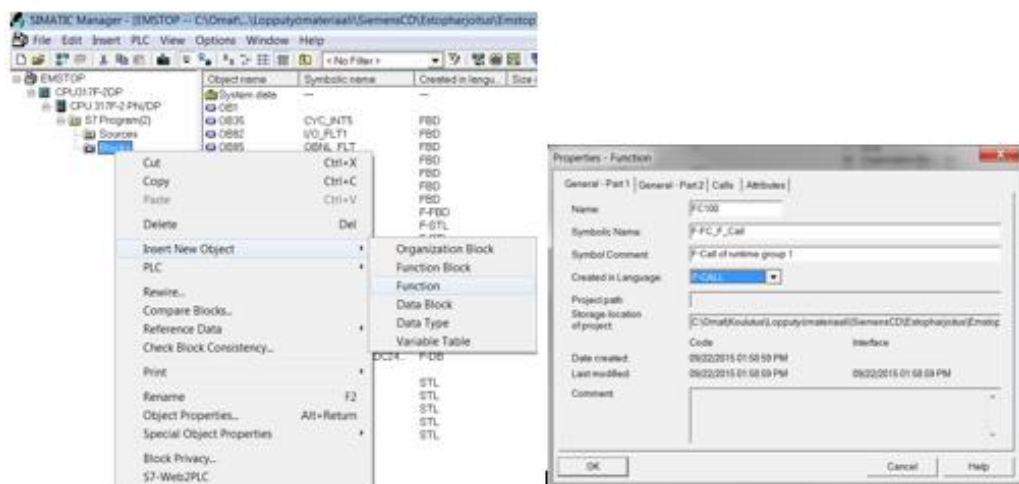 SIMATIC Manager - [EMSTOP -- C:\Omat\...\Lopputyömateriaali\SiemensCD\Estopharjoitus\Emstop
File Edit Insert PLC View Options Window Help
< No Filter >
EMSTOP
CPU317F-2DP
CPU 317F-2 PN/DP
S7 Program(2)
Sources
Blocks
Object name Symbolic name Created in langu... Size
System data --- ---
OB1
OB35 CYC_INT5 FBD
OB82 I/O_FLT1 FBD
OB85 OBNL_FLT FBD
FBD
FBD
FBD
FBD
F-FBD
F-STL
Cut Ctrl+X
Copy Ctrl+C
Paste Ctrl+V
Delete Del
Insert New Object
PLC
Rewire...
Compare Blocks...
Reference Data
Check Block Consistency...
Print
Rename F2
Object Properties... Alt+Return
Special Object Properties
Block Privacy...
S7-Web2PLC
Organization Block
Function Block
Function
Data Block
Data Type
Variable Table
DC24.. F-DB
STL
STL
STL
STL
STL
Properties - Function
General - Part 1 General - Part 2 Calls Attributes
Name: FC100
Symbolic Name: F-FC_F_Call
Symbol Comment: F-Call of runtime group 1
Created in Language: F-CALL
Project path:
Storage location
of project: C:\Omat\Koulutus\Lopputyömateriaali\SiemensCD\Estopharjoitus\Emstop
Code Interface
Date created: 09/22/2015 01:58:59 PM
Last modified: 09/22/2015 01:58:59 PM 09/22/2015 01:58:59 PM
Comment:
OK Cancel Help